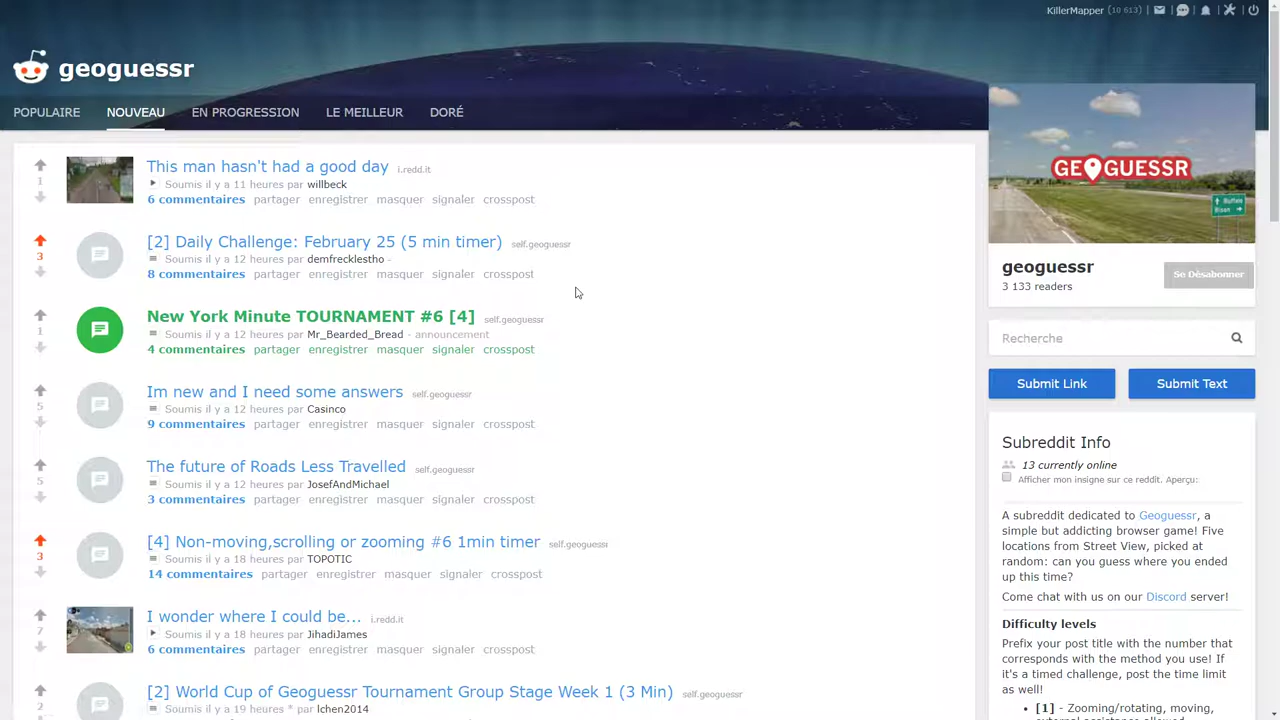 KillerMapper (10 613)
geoguessr
POPULAIRE NOUVEAU EN PROGRESSION LE MEILLEUR DORÉ
This man hasn't had a good day i.redd.it
1
Soumis il y a 11 heures par willbeck
6 commentaires partager enregistrer masquer signaler crosspost
[2] Daily Challenge: February 25 (5 min timer) self.geoguessr
3
Soumis il y a 12 heures par demfrecklestho -
8 commentaires partager enregistrer masquer signaler crosspost
New York Minute TOURNAMENT #6 [4] self.geoguessr
1
Soumis il y a 12 heures par Mr_Bearded_Bread - announcement
4 commentaires partager enregistrer masquer signaler crosspost
Im new and I need some answers self.geoguessr
5
Soumis il y a 12 heures par Casinco
9 commentaires partager enregistrer masquer signaler crosspost
The future of Roads Less Travelled self.geoguessr
5
Soumis il y a 12 heures par JosefAndMichael
3 commentaires partager enregistrer masquer signaler crosspost
[4] Non-moving,scrolling or zooming #6 1min timer self.geoguessr
3
Soumis il y a 18 heures par TOPOTIC
14 commentaires partager enregistrer masquer signaler crosspost
I wonder where I could be... i.redd.it
7
Soumis il y a 18 heures par JihadiJames
6 commentaires partager enregistrer masquer signaler crosspost
[2] World Cup of Geoguessr Tournament Group Stage Week 1 (3 Min) self.geoguessr
2
Soumis il y a 19 heures * par lchen2014
GEOGUESSR
Buffalo
Bison
geoguessr
Se Désabonner
3 133 readers
Recherche
Submit Link Submit Text
Subreddit Info
13 currently online
Afficher mon insigne sur ce reddit. Aperçu:
A subreddit dedicated to Geoguessr, a
simple but addicting browser game! Five
locations from Street View, picked at
random: can you guess where you ended
up this time?
Come chat with us on our Discord server!
Difficulty levels
Prefix your post title with the number that
corresponds with the method you use! If
it's a timed challenge, post the time limit
as well!
• [1] - Zooming/rotating, moving,
external assistance allowed